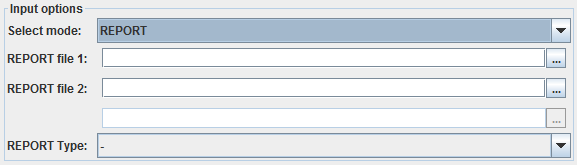 Input options
Select mode: REPORT
REPORT file 1: ...
REPORT file 2: ...
...
REPORT Type: -